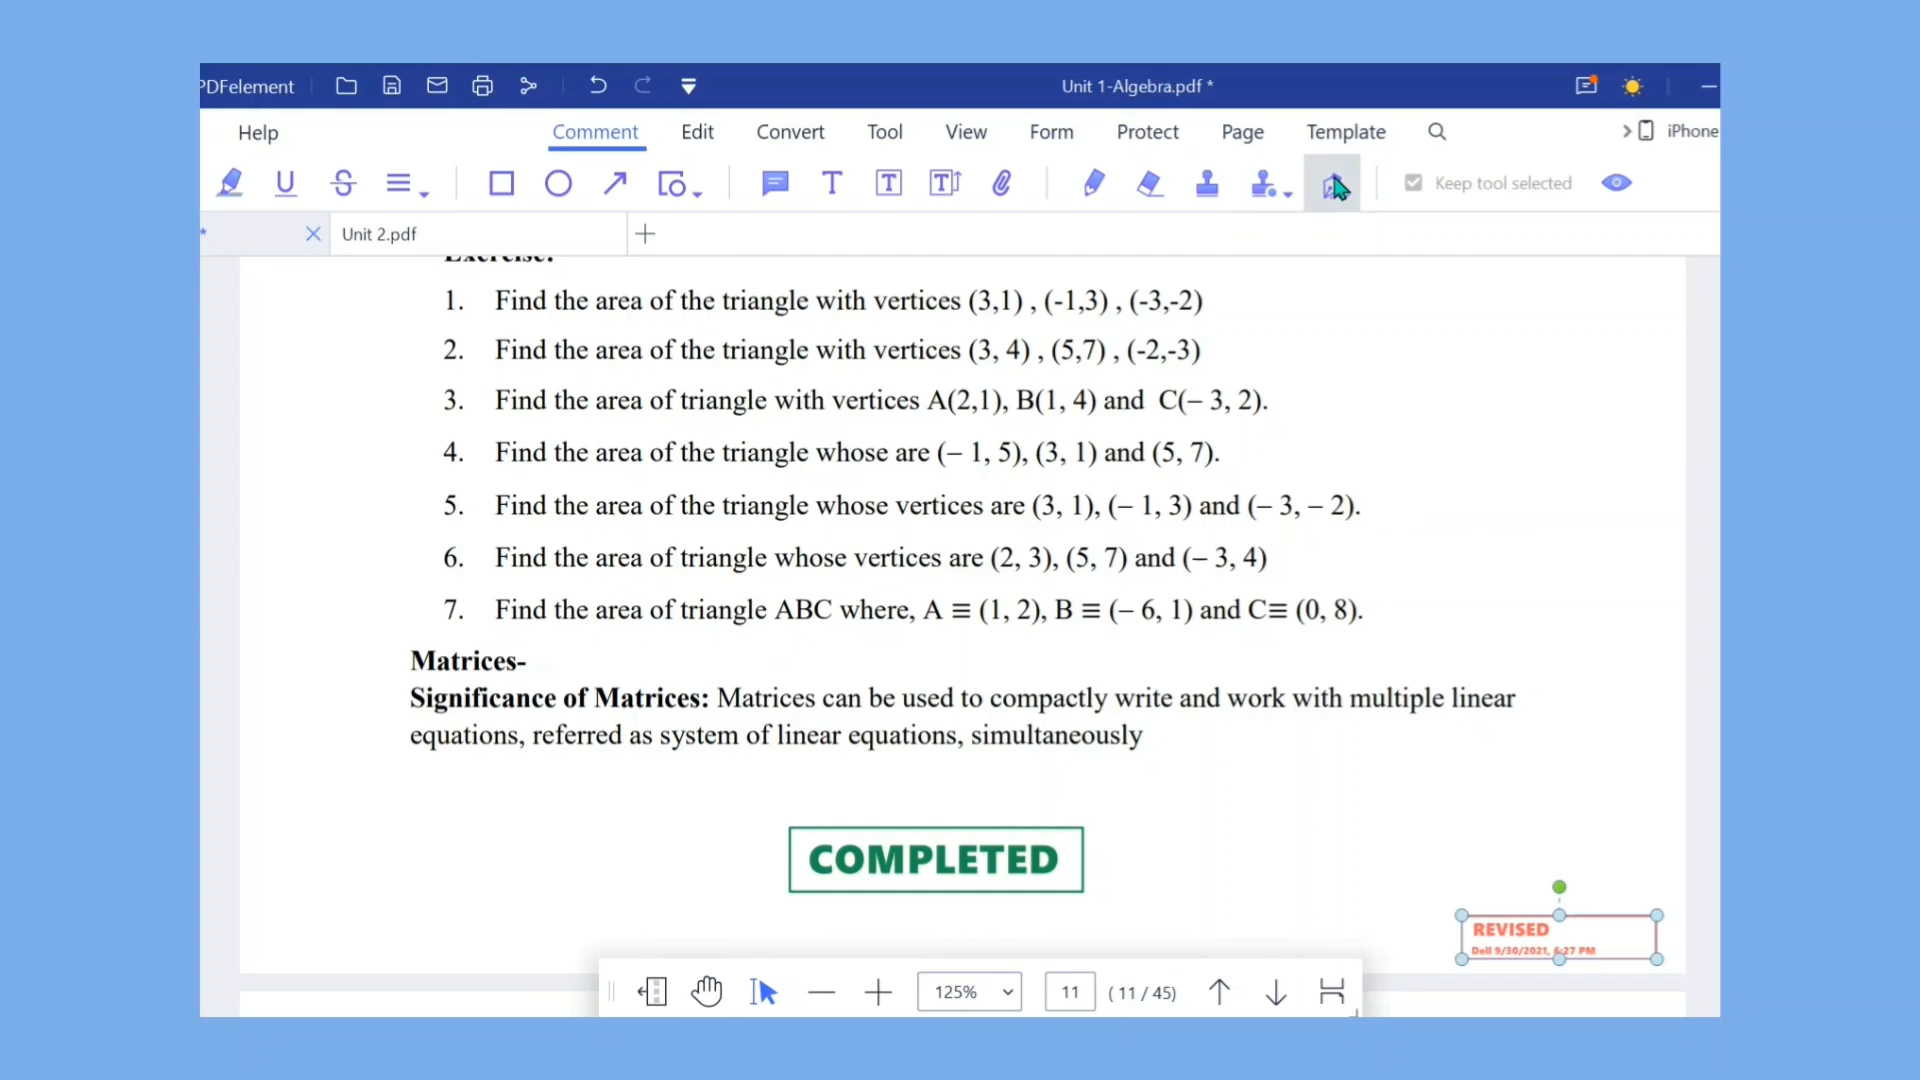 PDFelement
Unit 1-Algebra.pdf *
Help
Comment
Edit
Convert
Tool
View
Form
Protect
Page
Template
iPhone
Keep tool selected
*
Unit 2.pdf
Exercise:
1. Find the area of the triangle with vertices (3,1) , (-1,3) , (-3,-2)
2. Find the area of the triangle with vertices (3, 4) , (5,7) , (-2,-3)
3. Find the area of triangle with vertices A(2,1), B(1, 4) and C(– 3, 2).
4. Find the area of the triangle whose are (– 1, 5), (3, 1) and (5, 7).
5. Find the area of the triangle whose vertices are (3, 1), (– 1, 3) and (– 3, – 2).
6. Find the area of triangle whose vertices are (2, 3), (5, 7) and (– 3, 4)
7. Find the area of triangle ABC where, A ≡ (1, 2), B ≡ (– 6, 1) and C≡ (0, 8).
Matrices-
Significance of Matrices: Matrices can be used to compactly write and work with multiple linear
equations, referred as system of linear equations, simultaneously
COMPLETED
REVISED
Dell 9/30/2021, 6:27 PM
125%
11
( 11 / 45)